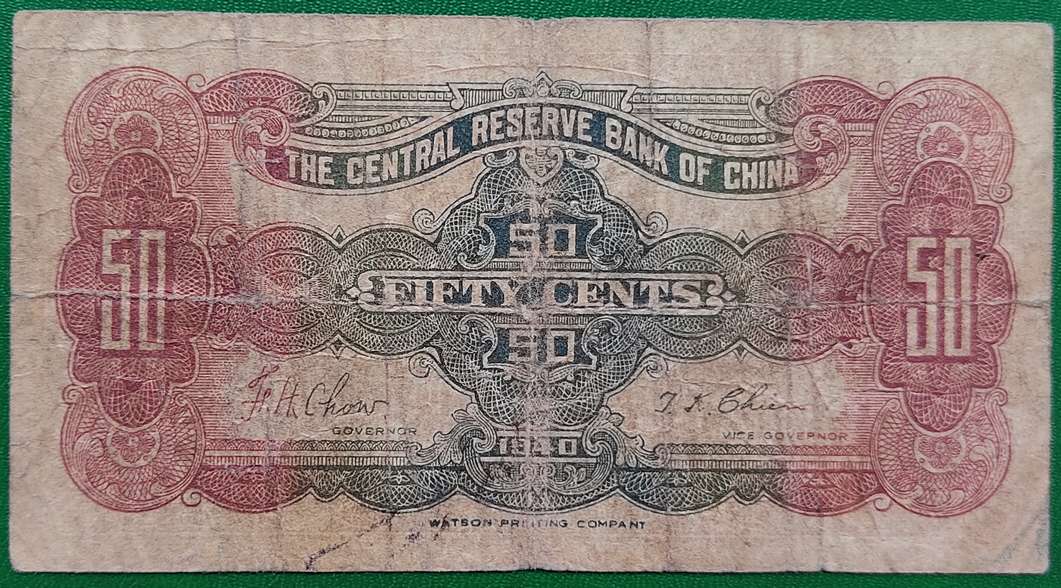 THE CENTRAL RESERVE BANK OF CHINA
50
50 FIFTY CENTS 50
50
F. H. Chow T. K. Chien
GOVERNOR VICE GOVERNOR
1940
WATSON PRINTING COMPANY